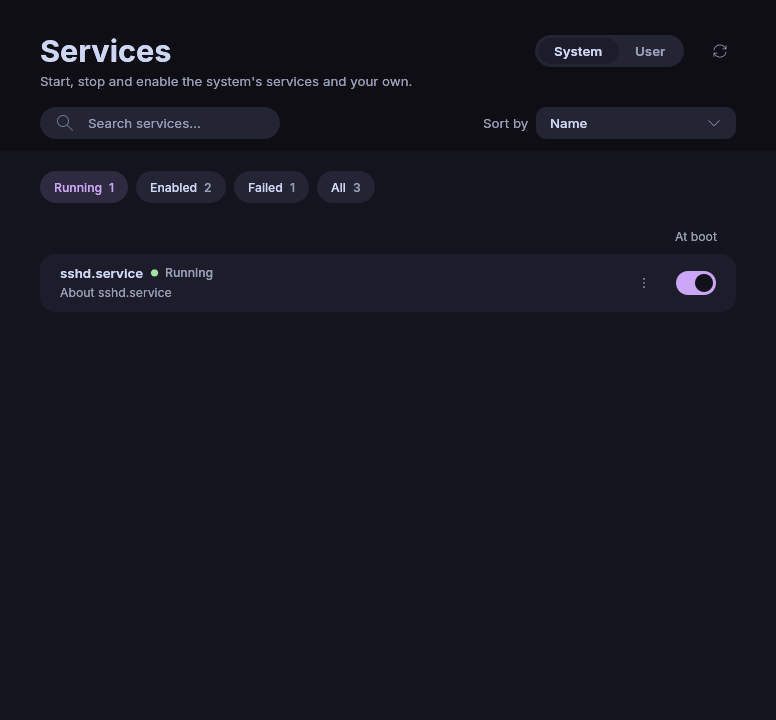 Services
System User
Start, stop and enable the system's services and your own.
Search services...
Sort by Name
Running 1 Enabled 2 Failed 1 All 3
At boot
sshd.service Running
About sshd.service